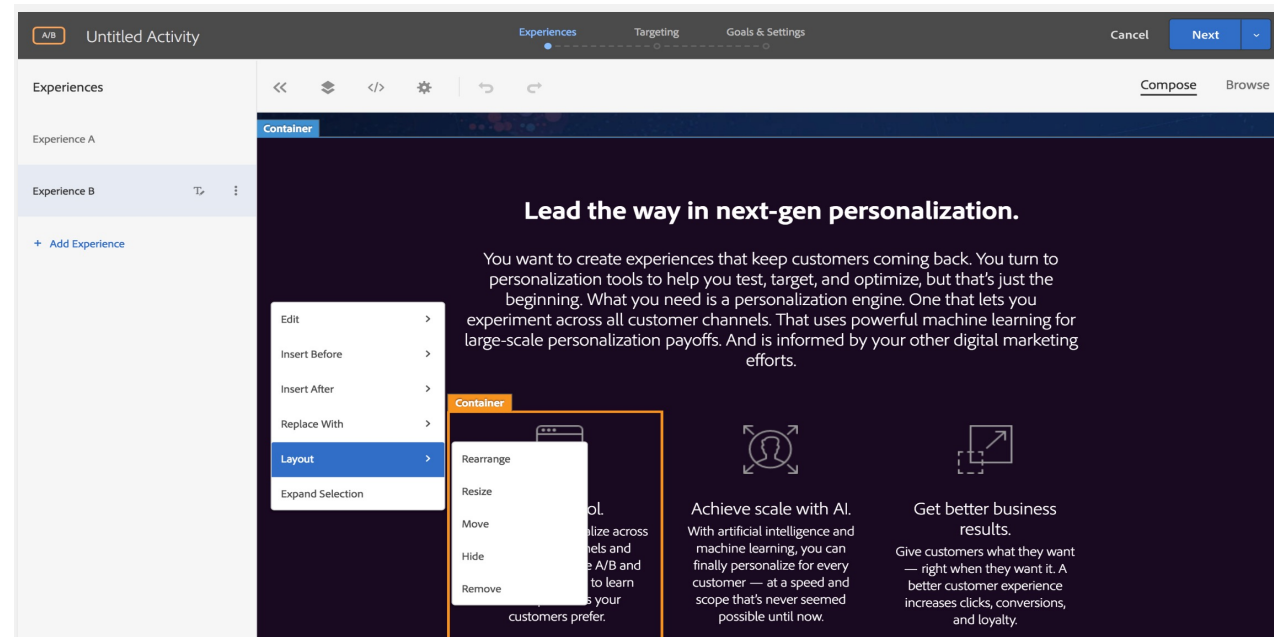 A/B Untitled Activity
Experiences Targeting Goals & Settings
Cancel Next
Experiences
</>
Compose Browse
Experience A
Experience B
+ Add Experience
Container
Lead the way in next-gen personalization.
You want to create experiences that keep customers coming back. You turn to
personalization tools to help you test, target, and optimize, but that's just the
beginning. What you need is a personalization engine. One that lets you
experiment across all customer channels. That uses powerful machine learning for
large-scale personalization payoffs. And is informed by your other digital marketing
efforts.
Edit
Insert Before
Insert After
Replace With
Layout
Expand Selection
Container
Rearrange
Resize
Move
Hide
Remove
ol.
alize across
nels and
e A/B and
to learn
s your
customers prefer.
Achieve scale with AI.
With artificial intelligence and
machine learning, you can
finally personalize for every
customer — at a speed and
scope that's never seemed
possible until now.
Get better business
results.
Give customers what they want
— right when they want it. A
better customer experience
increases clicks, conversions,
and loyalty.